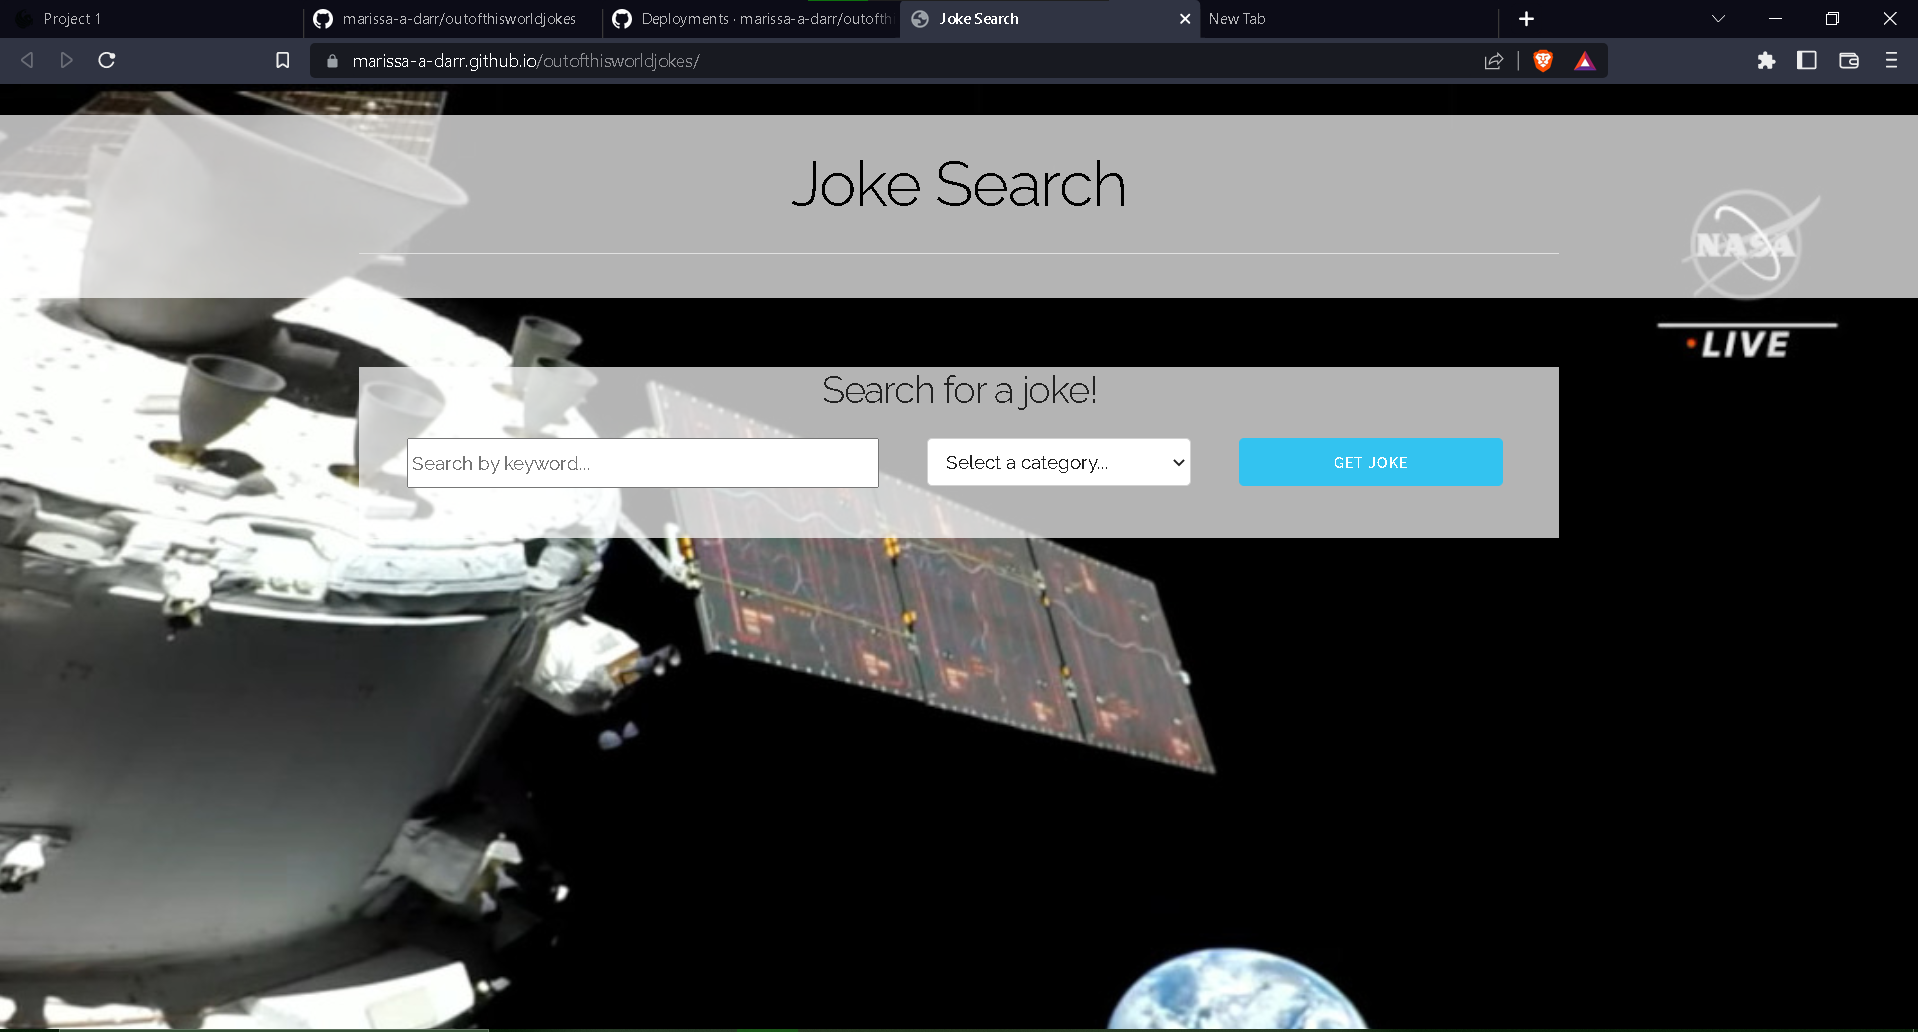 Project 1
marissa-a-darr/outofthisworldjokes
Deployments · marissa-a-darr/outofth
Joke Search
New Tab
marissa-a-darr.github.io/outofthisworldjokes/
Joke Search
NASA
LIVE
Search for a joke!
Search by keyword...
Select a category...
GET JOKE